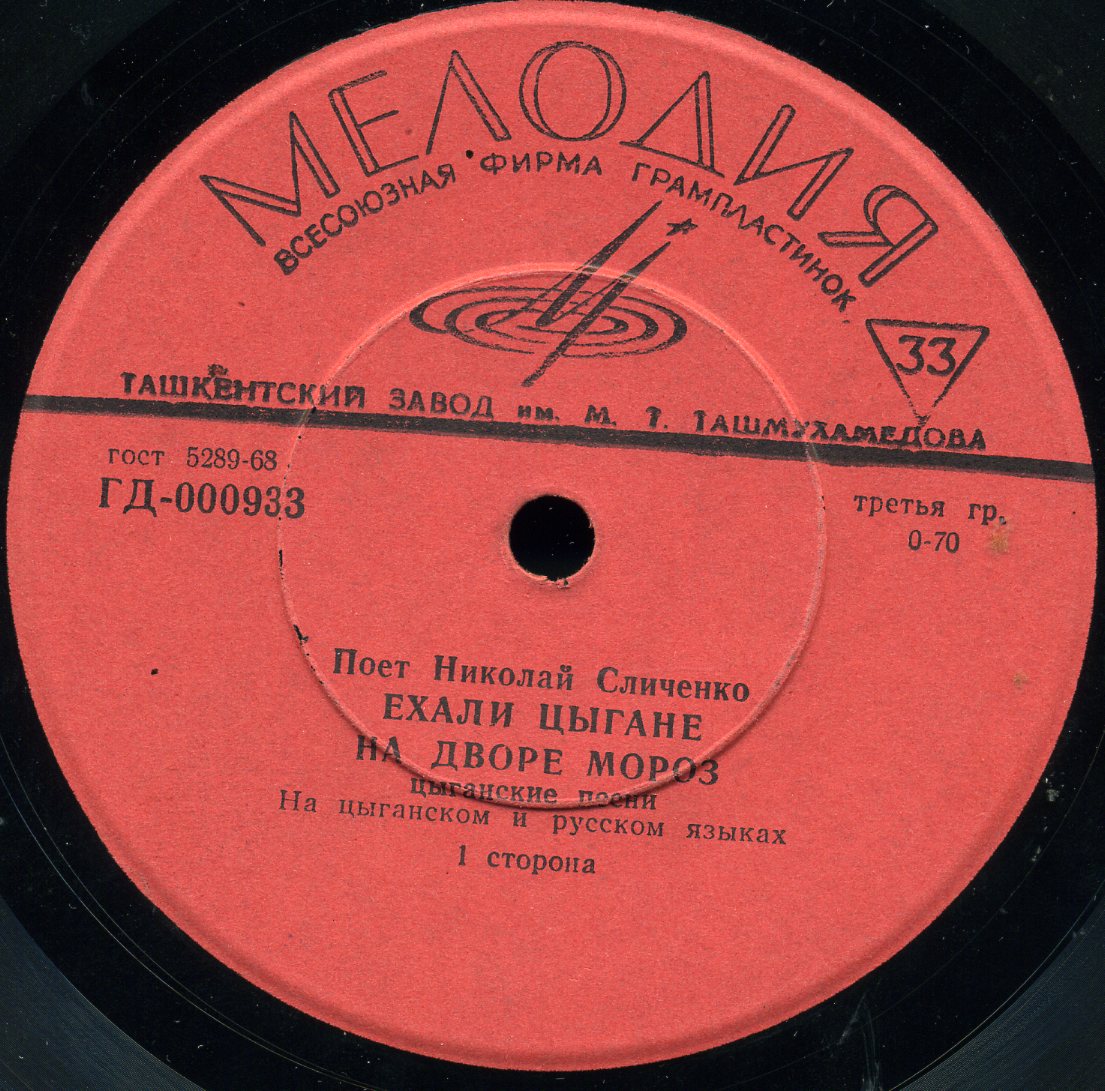 МЕЛОДИЯ
ВСЕСОЮЗНАЯ ФИРМА ГРАМПЛАСТИНОК
33
ТАШКЕНТСКИЙ ЗАВОД им. М. Т. ТАШМУХАМЕДОВА
гост 5289-68
ГД-000933
третья гр.
0-70
Поет Николай Сличенко
ЕХАЛИ ЦЫГАНЕ
НА ДВОРЕ МОРОЗ
цыганские песни
На цыганском и русском языках
1 сторона